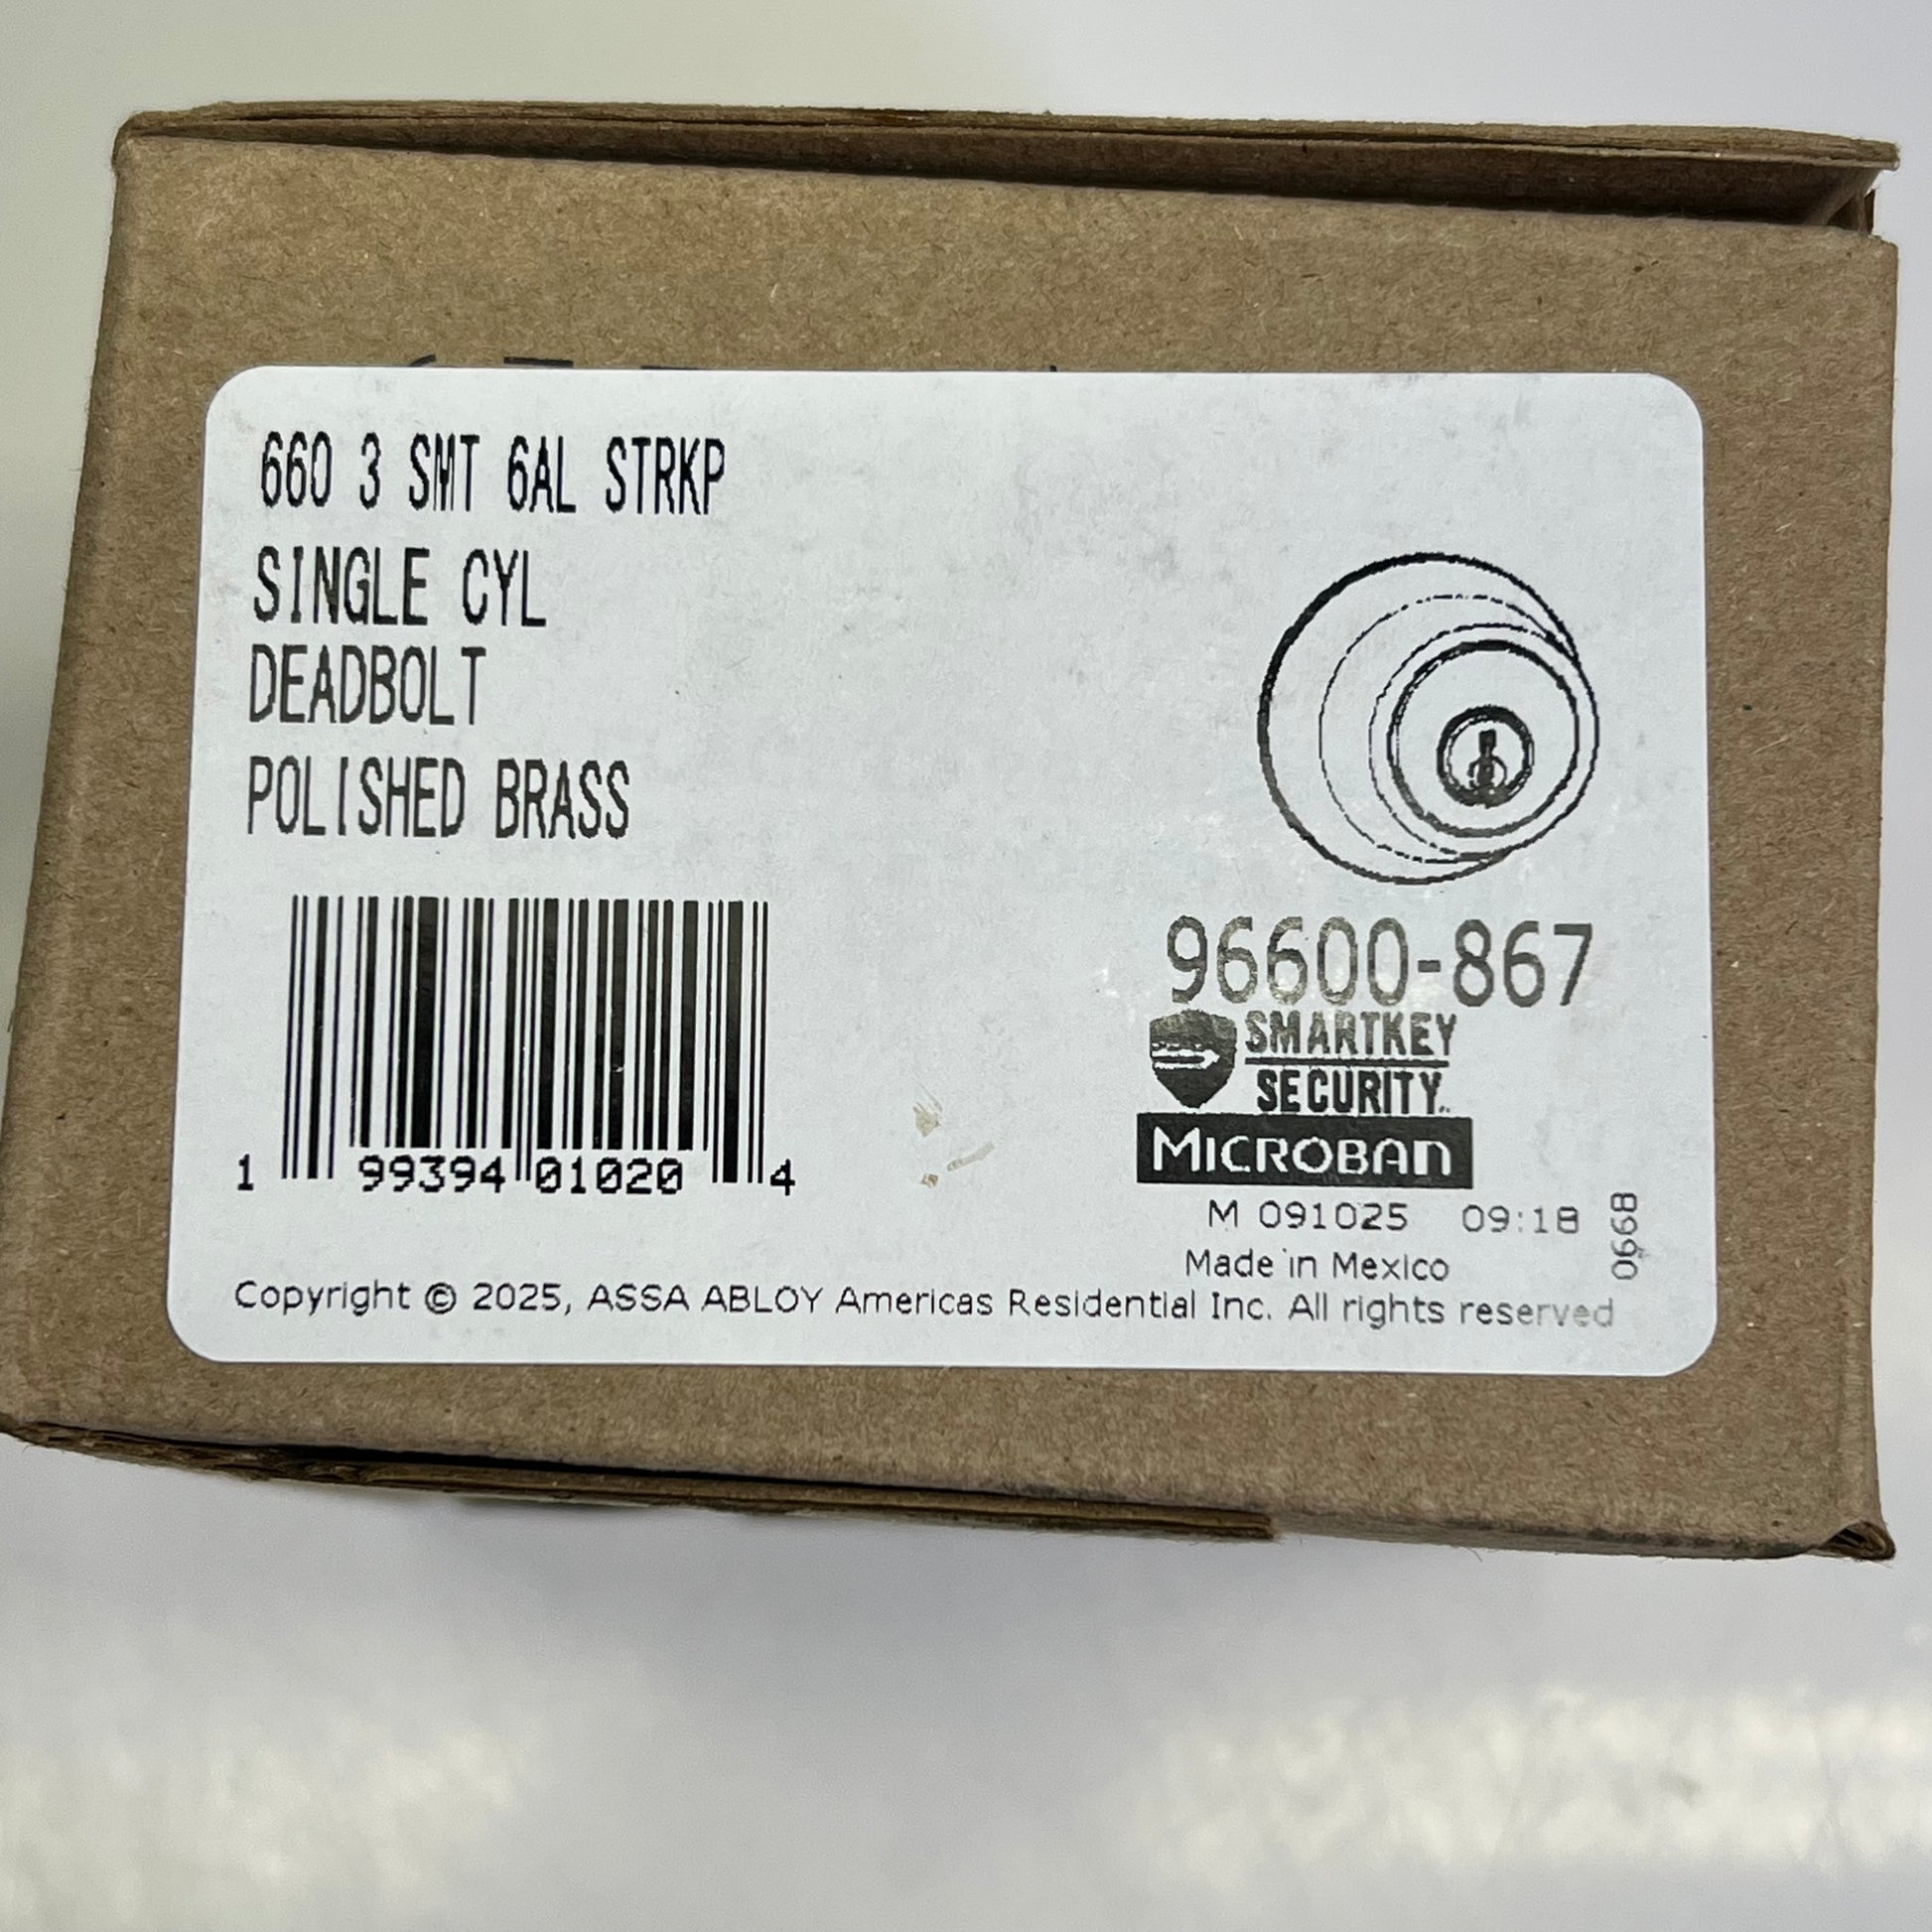 660 3 SMT 6AL STRKP
SINGLE CYL
DEADBOLT
POLISHED BRASS
1 99394 01020 4
96600-867
SMARTKEY
SECURITY
MICROBAN
M 091025 09:18
066B
Made in Mexico
Copyright © 2025, ASSA ABLOY Americas Residential Inc. All rights reserved